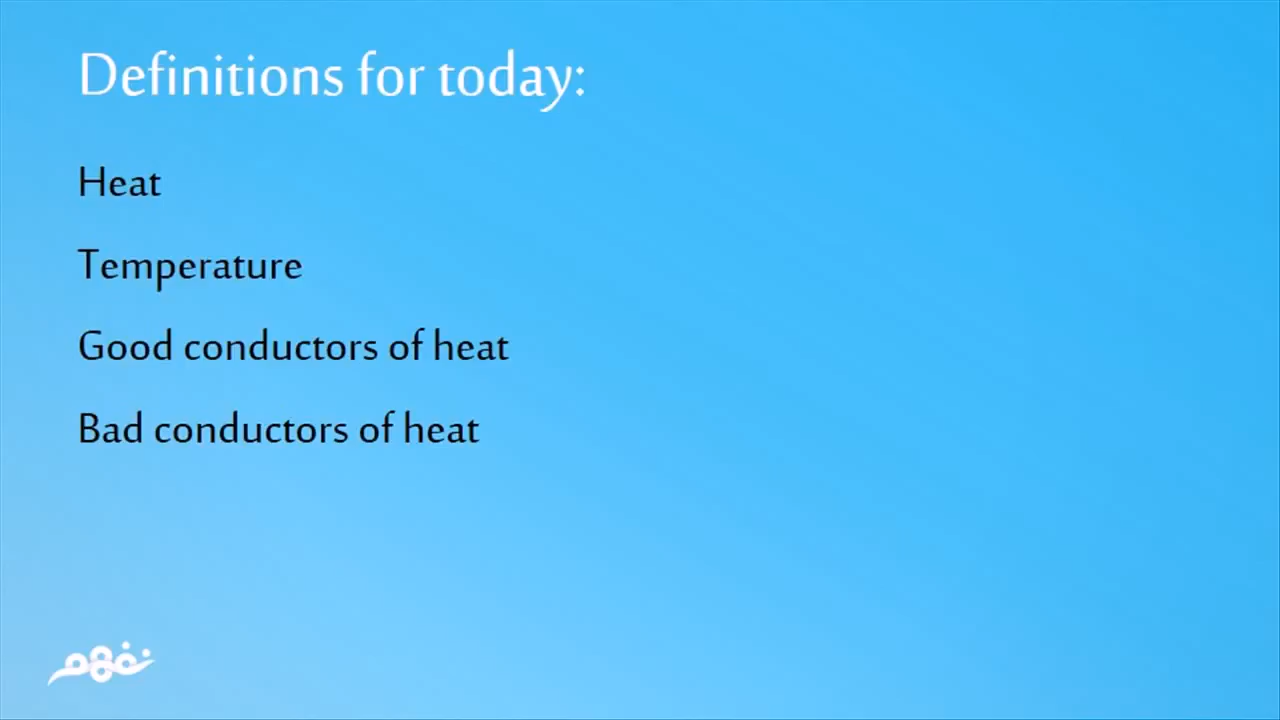 Definitions for today:
Heat
Temperature
Good conductors of heat
Bad conductors of heat
نفهم